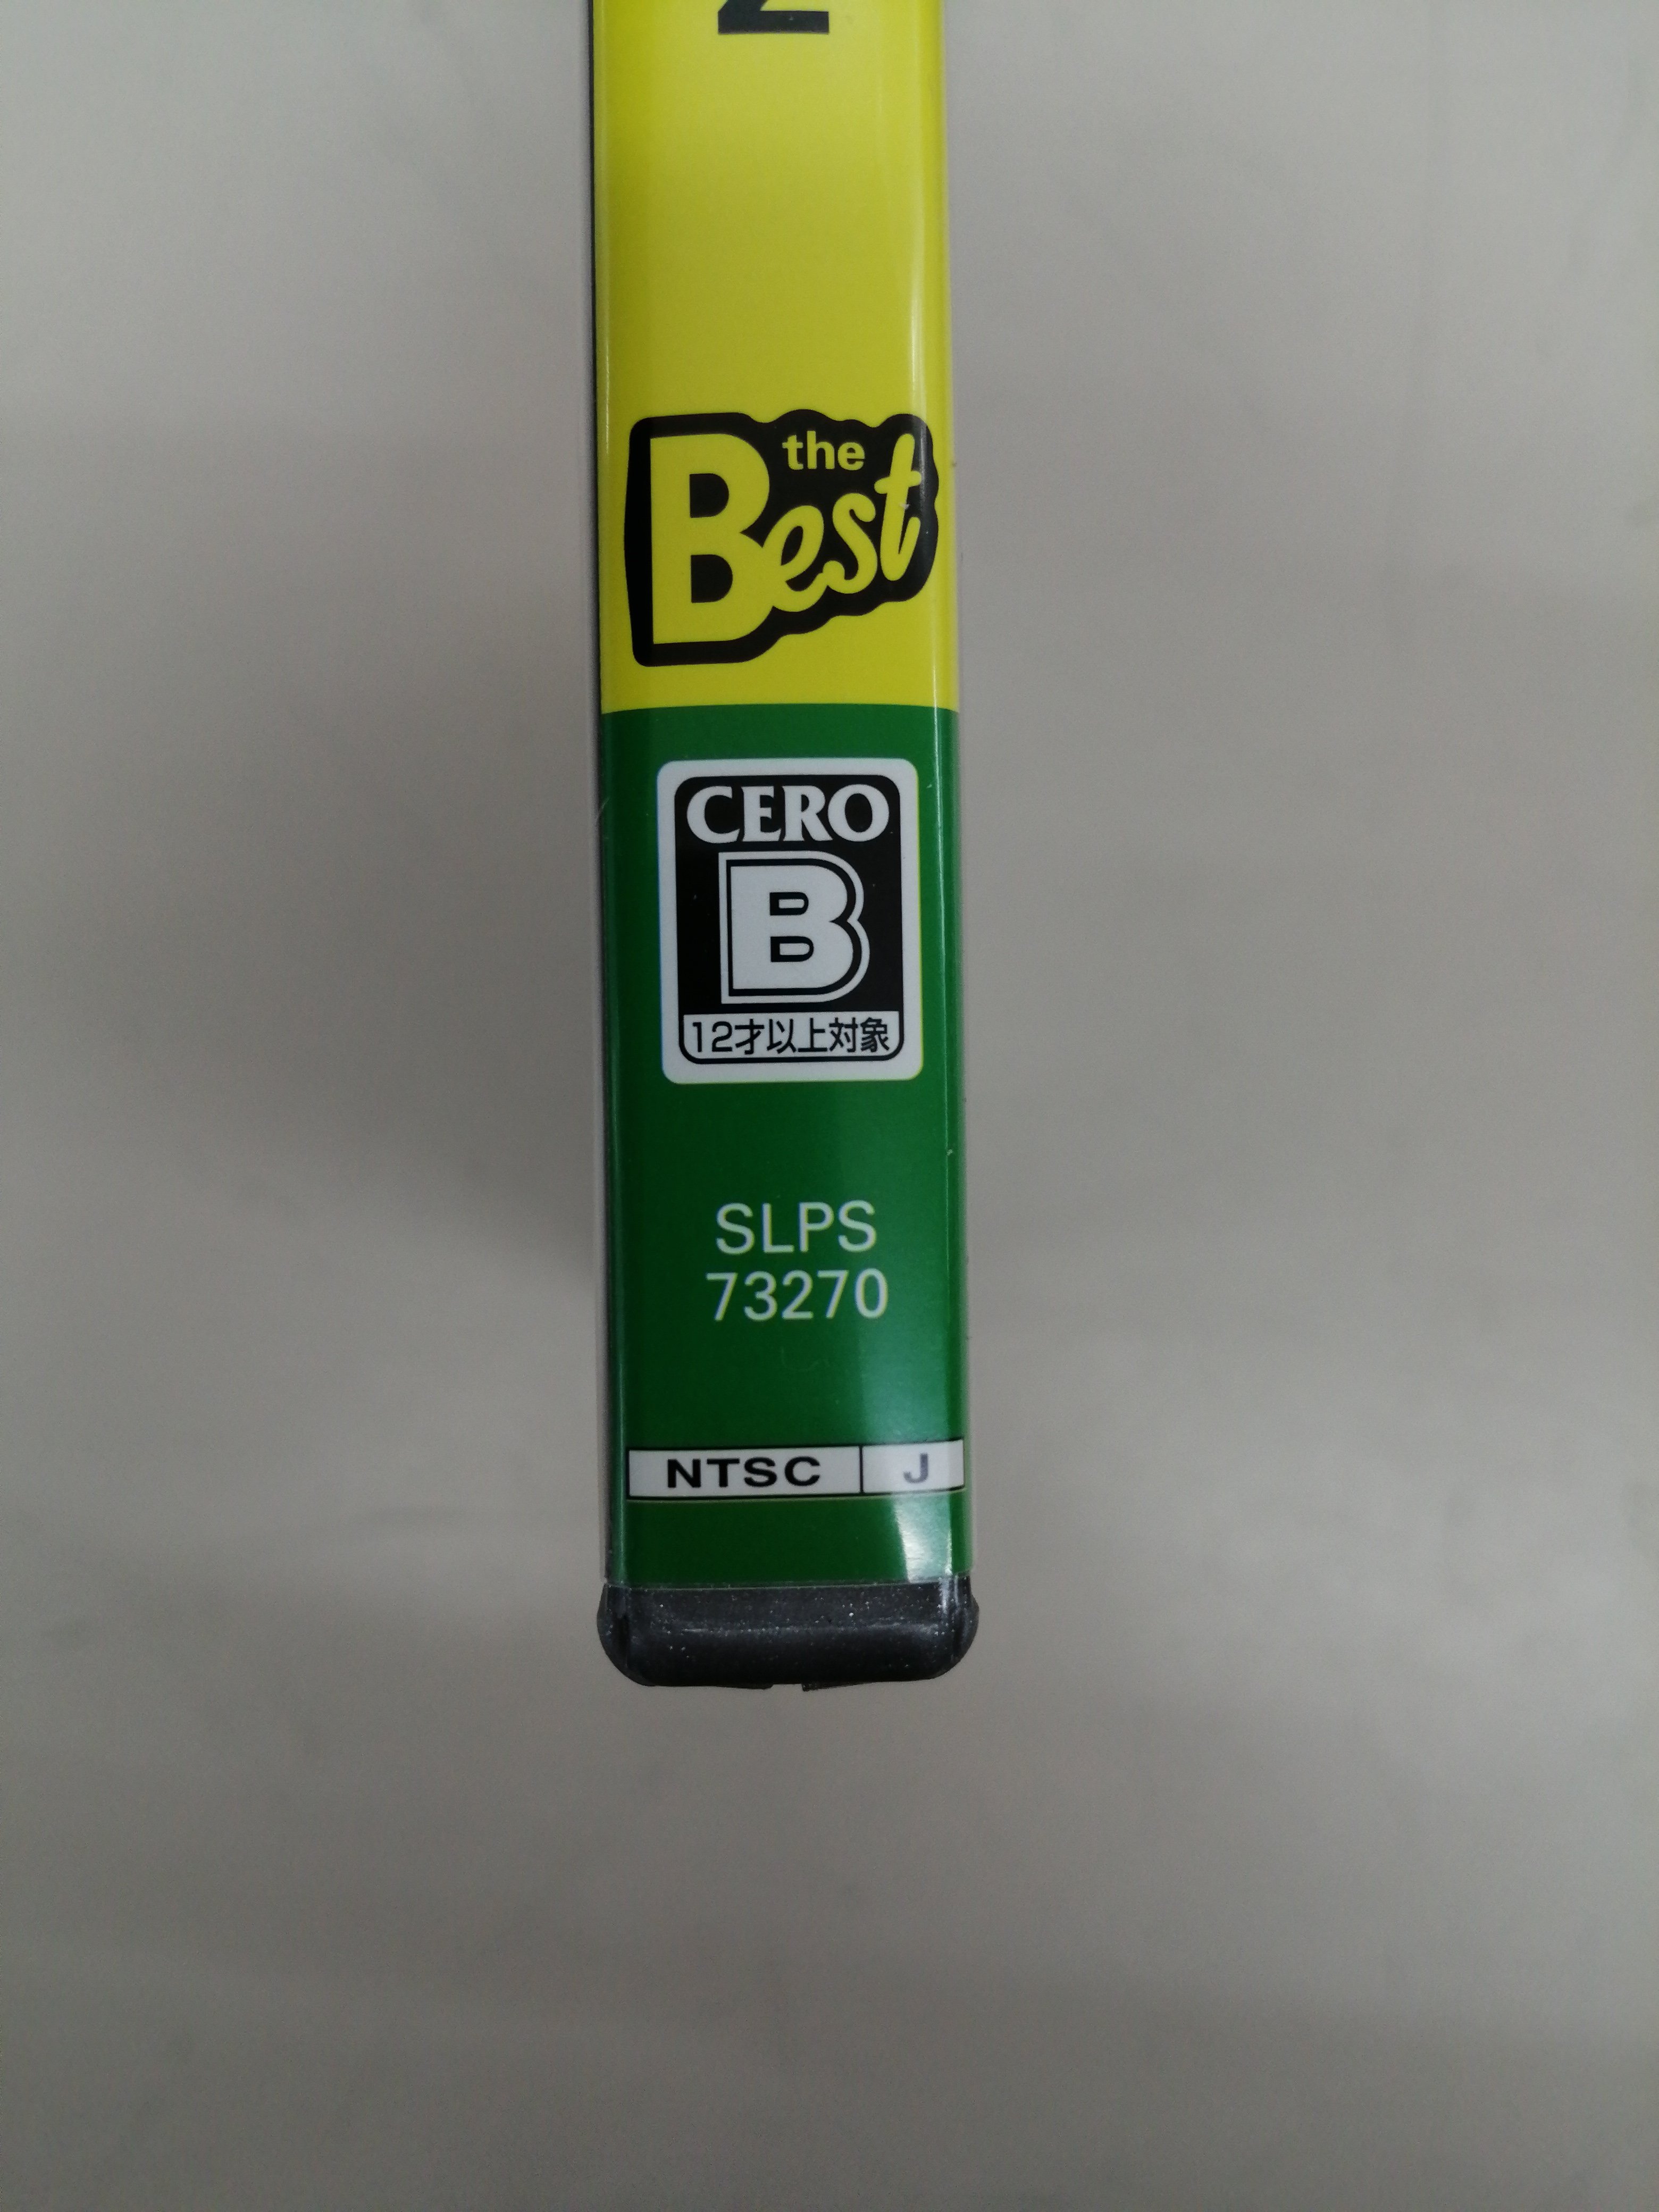 the
Best
CERO
B
12才以上対象
SLPS
73270
NTSC J